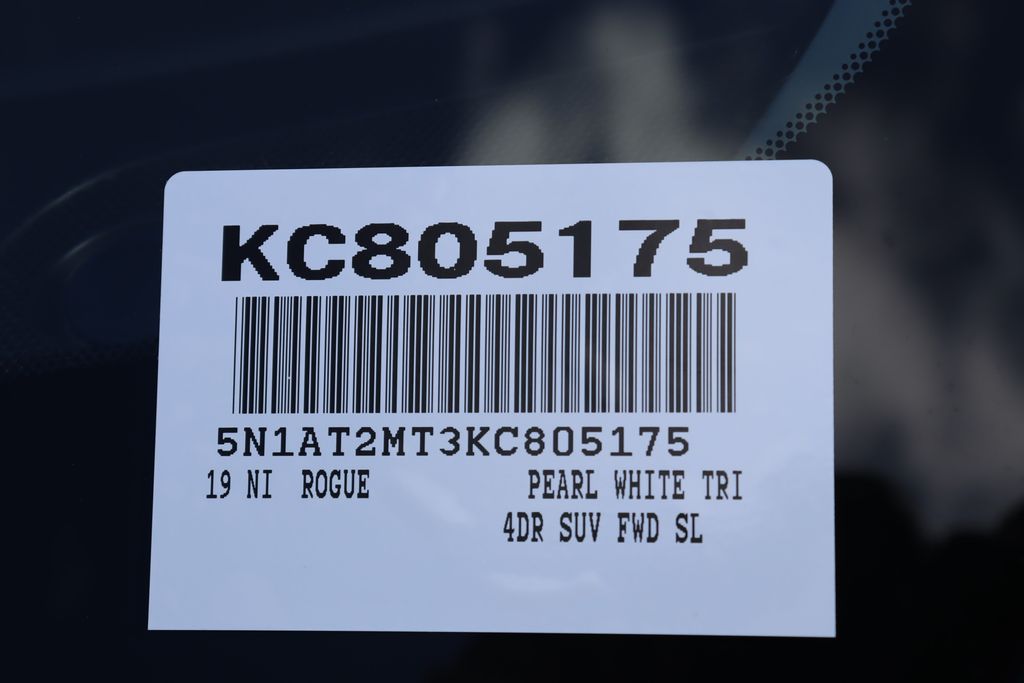 KC805175
5N1AT2MT3KC805175
19 NI ROGUE PEARL WHITE TRI
4DR SUV FWD SL